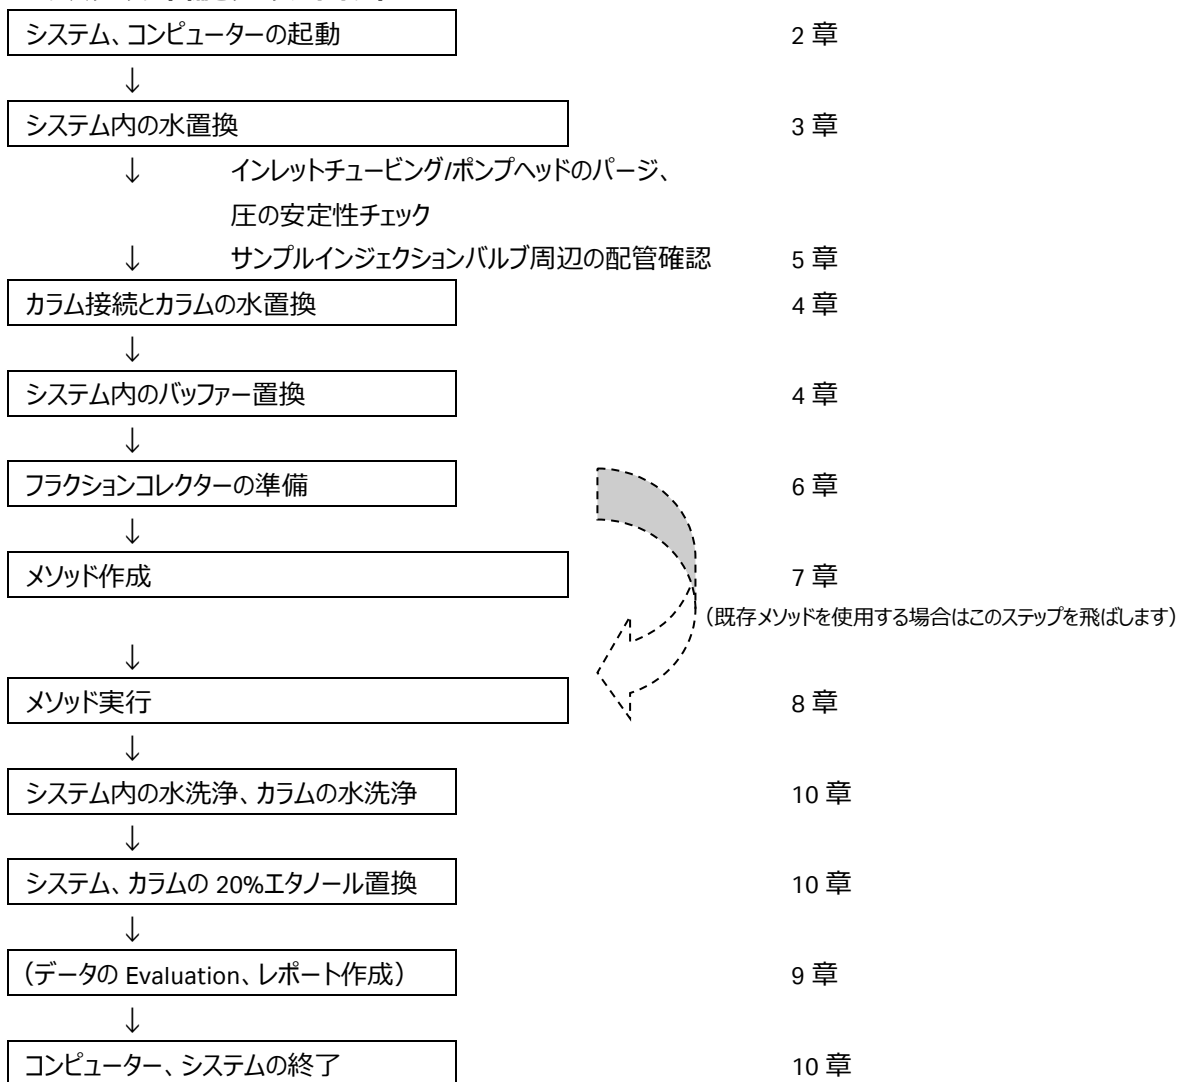 システム、コンピューターの起動 2 章
↓
システム内の水置換 3 章
↓ インレットチュービング/ポンプヘッドのパージ、
圧の安定性チェック
↓ サンプルインジェクションバルブ周辺の配管確認 5 章
カラム接続とカラムの水置換 4 章
↓
システム内のバッファー置換 4 章
↓
フラクションコレクターの準備 6 章
↓
メソッド作成 7 章
（既存メソッドを使用する場合はこのステップを飛ばします）
↓
メソッド実行 8 章
↓
システム内の水洗浄、カラムの水洗浄 10 章
↓
システム、カラムの 20%エタノール置換 10 章
↓
（データの Evaluation、レポート作成） 9 章
↓
コンピューター、システムの終了 10 章